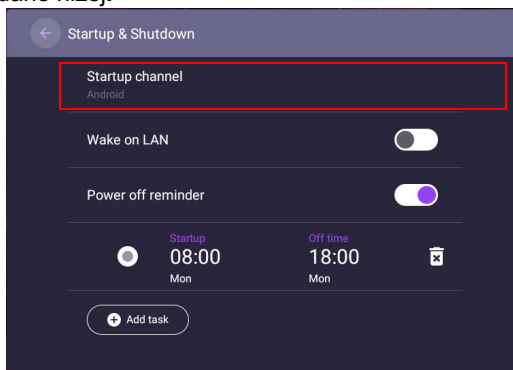 Startup & Shutdown
Startup channel
Android
Wake on LAN
Power off reminder
Startup Off time
08:00 18:00
Mon Mon
Add task